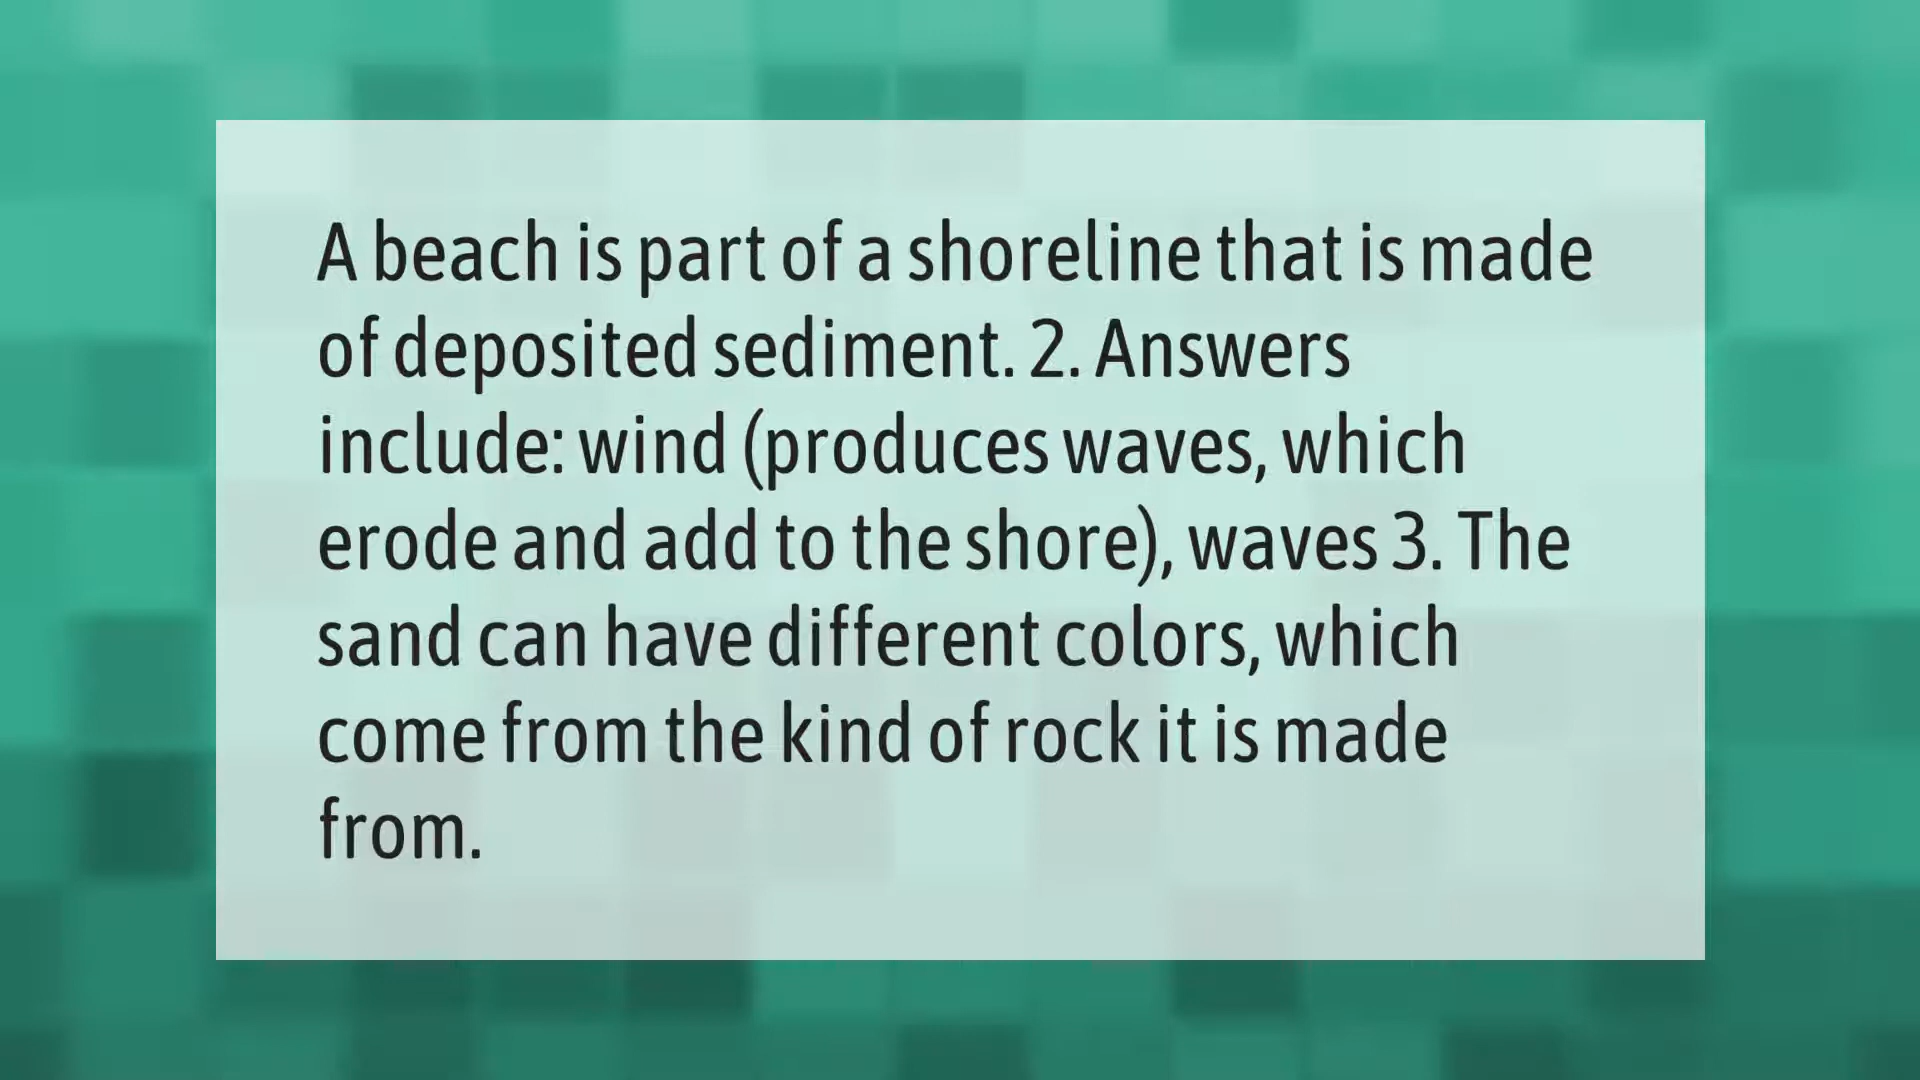 A beach is part of a shoreline that is made
of deposited sediment. 2. Answers
include: wind (produces waves, which
erode and add to the shore), waves 3. The
sand can have different colors, which
come from the kind of rock it is made
from.